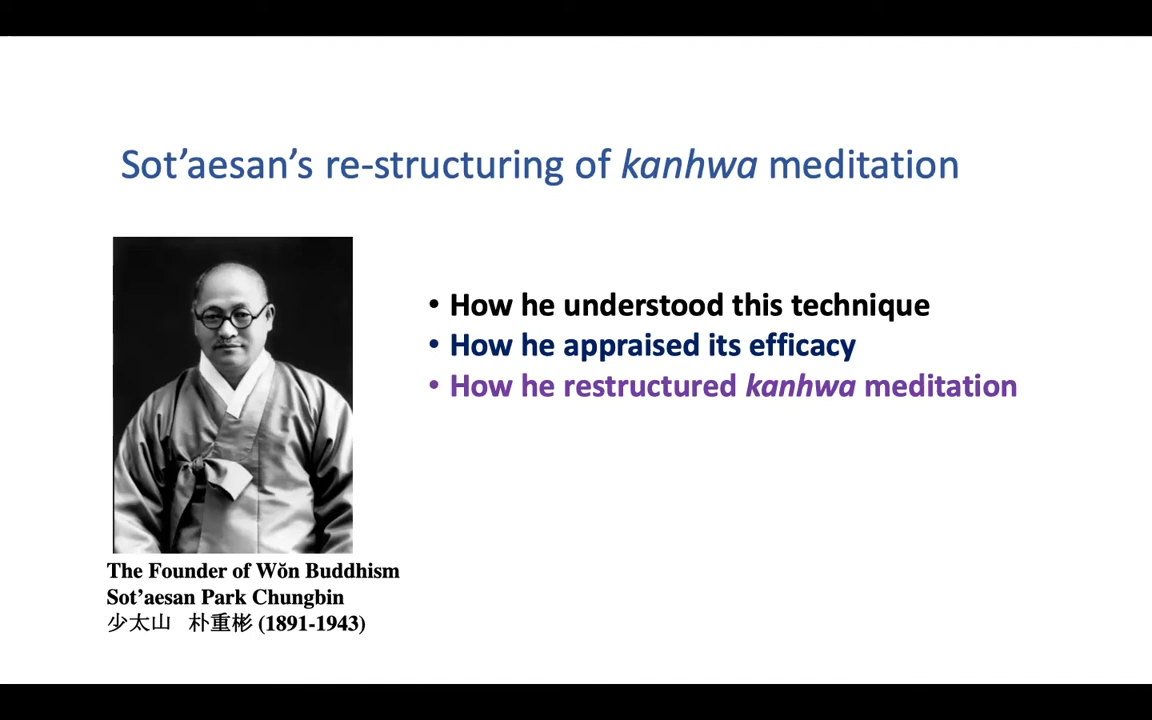 Sot’aesan’s re-structuring of kanhwa meditation
• How he understood this technique
• How he appraised its efficacy
• How he restructured kanhwa meditation
The Founder of Wŏn Buddhism
Sot’aesan Park Chungbin
少太山 朴重彬 (1891-1943)